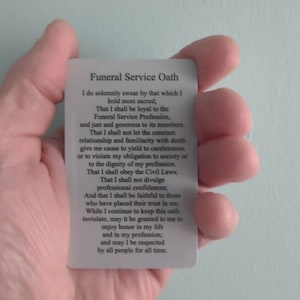 Funeral Service Oath
I do solemnly swear by that which I
hold most sacred;
That I shall be loyal to the
Funeral Service Profession,
and just and generous to its members.
That I shall not let the constant
relationship and familiarity with death
give me cause to yield to carelessness
or to violate my obligation to society or
to the dignity of my profession.
That I shall obey the Civil Laws;
That I shall not divulge
professional confidences;
And that I shall be faithful to those
who have placed their trust in me.
While I continue to keep this oath
inviolate, may it be granted to me to
enjoy honor in my life
and in my profession;
and may I be respected
by all people for all time.